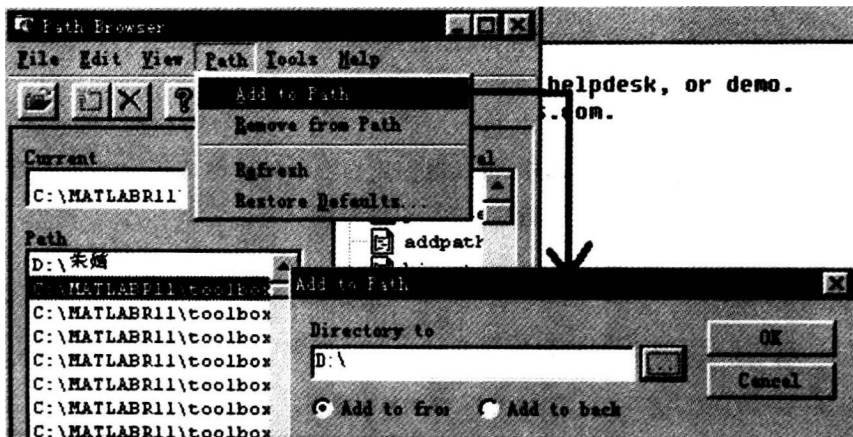 Path Browser
File Edit View Path Tools Help
Add to Path
Remove from Path
Refresh
Restore Defaults...
helpdesk, or demo.
s.com.
Current
C:\MATLABR11
Path
addpath
D:\
C:\MATLABR11\toolbox
C:\MATLABR11\toolbox
C:\MATLABR11\toolbox
C:\MATLABR11\toolbox
C:\MATLABR11\toolbox
C:\MATLABR11\toolbox
C:\MATLABR11\toolbox
Add to Path
Directory to
D:\
OK
Cancel
Add to fron
Add to back